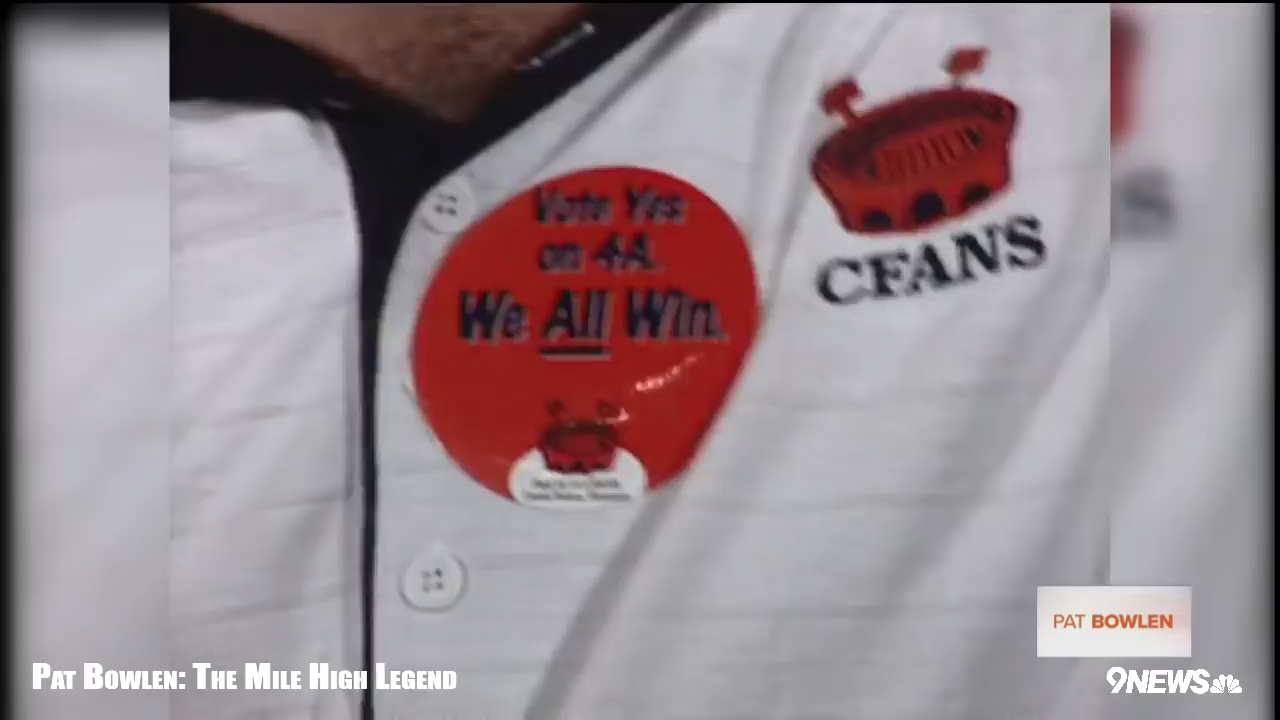 Vote Yes
on 4A.
We All Win.
CFANS
PAT BOWLEN
PAT BOWLEN: THE MILE HIGH LEGEND
9NEWS